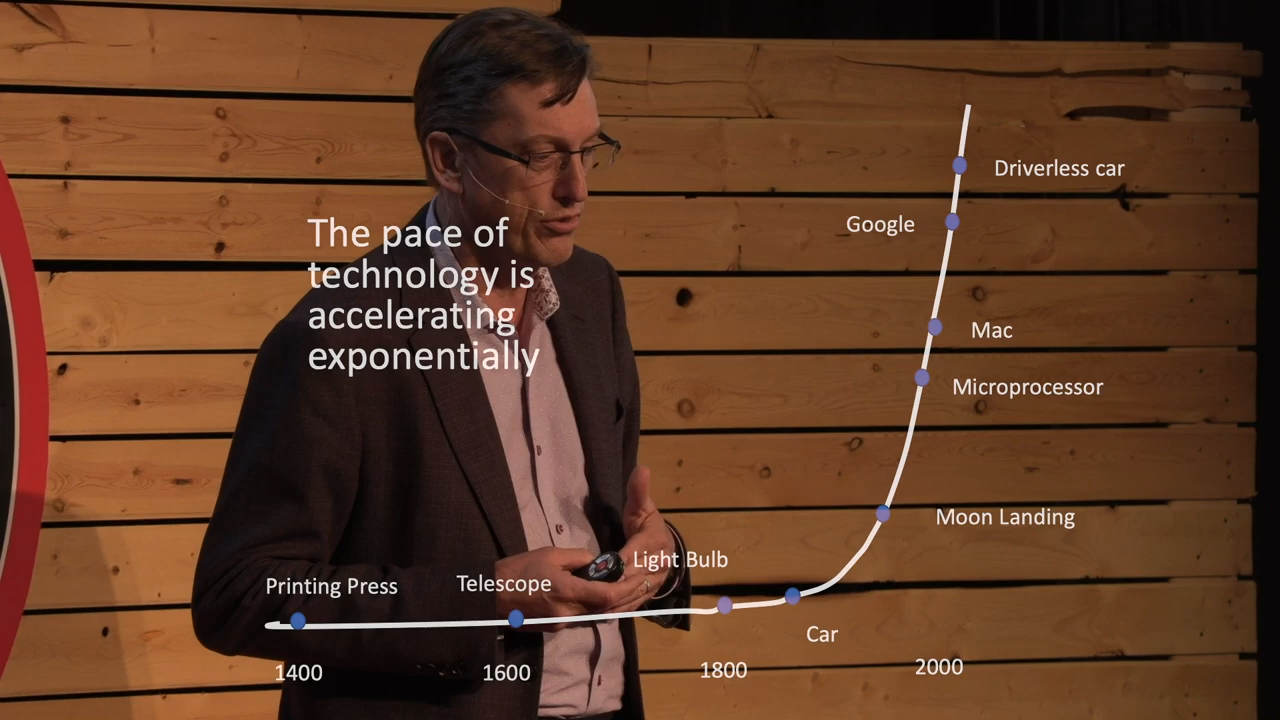 The pace of
technology is
accelerating
exponentially
Driverless car
Google
Mac
Microprocessor
Moon Landing
Light Bulb
Printing Press
Telescope
Car
1400
1600
1800
2000